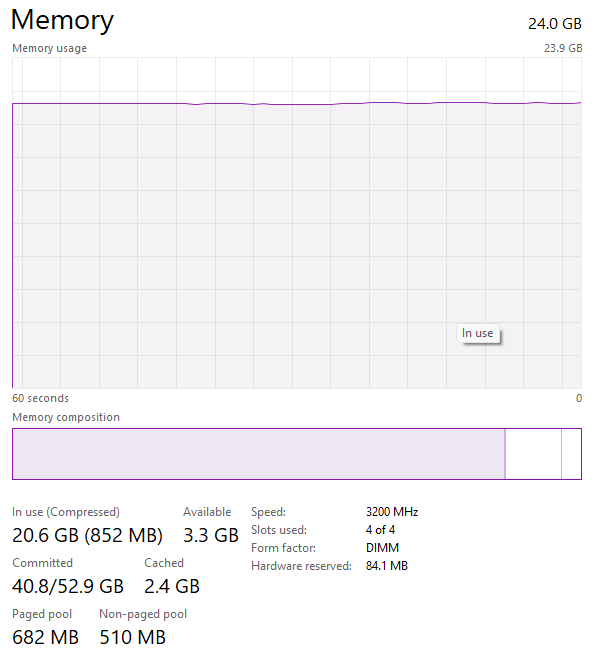 Memory 24.0 GB
Memory usage 23.9 GB
In use
60 seconds 0
Memory composition
In use (Compressed) Available Speed: 3200 MHz
20.6 GB (852 MB) 3.3 GB Slots used: 4 of 4
Form factor: DIMM
Committed Cached Hardware reserved: 84.1 MB
40.8/52.9 GB 2.4 GB
Paged pool Non-paged pool
682 MB 510 MB